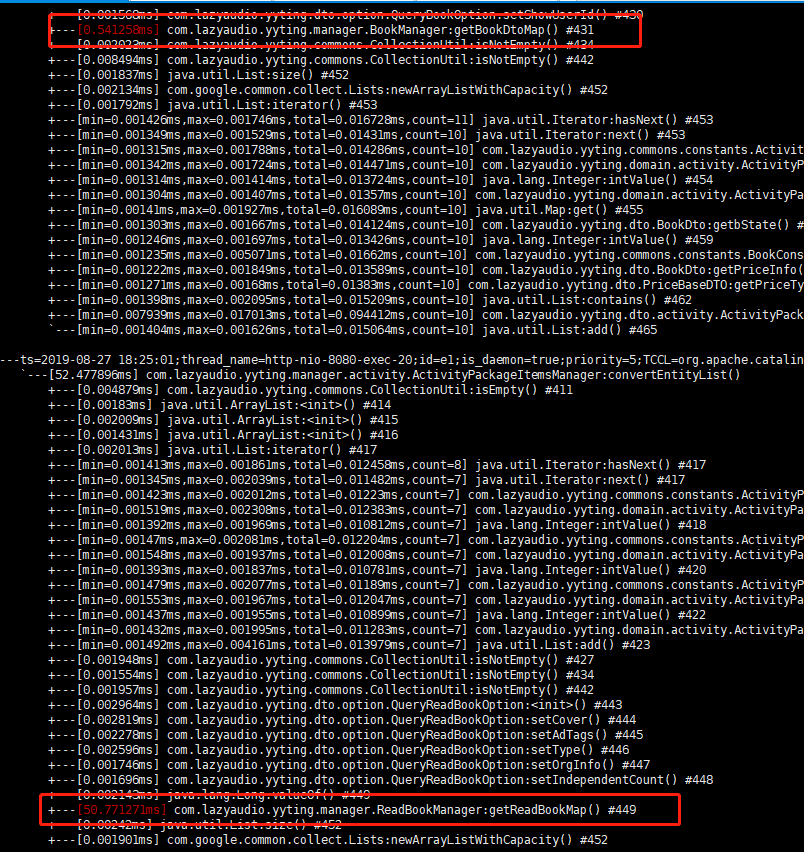 +---[0.001568ms] com.lazyaudio.yyting.dto.option.QueryBookOption:setShowUserId() #430
+---[0.541258ms] com.lazyaudio.yyting.manager.BookManager:getBookDtoMap() #431
+---[0.002023ms] com.lazyaudio.yyting.commons.CollectionUtil:isNotEmpty() #434
+---[0.008494ms] com.lazyaudio.yyting.commons.CollectionUtil:isNotEmpty() #442
+---[0.001837ms] java.util.List:size() #452
+---[0.002134ms] com.google.common.collect.Lists:newArrayListWithCapacity() #452
+---[0.001792ms] java.util.List:iterator() #453
+---[min=0.001426ms,max=0.001746ms,total=0.016728ms,count=11] java.util.Iterator:hasNext() #453
+---[min=0.001349ms,max=0.001529ms,total=0.01431ms,count=10] java.util.Iterator:next() #453
+---[min=0.001315ms,max=0.001788ms,total=0.014286ms,count=10] com.lazyaudio.yyting.commons.constants.Activit
+---[min=0.001342ms,max=0.001724ms,total=0.014471ms,count=10] com.lazyaudio.yyting.domain.activity.ActivityP
+---[min=0.001314ms,max=0.001414ms,total=0.013724ms,count=10] java.lang.Integer:intValue() #454
+---[min=0.001304ms,max=0.001407ms,total=0.01357ms,count=10] com.lazyaudio.yyting.domain.activity.ActivityPa
+---[min=0.00141ms,max=0.001927ms,total=0.016089ms,count=10] java.util.Map:get() #455
+---[min=0.001303ms,max=0.001667ms,total=0.014124ms,count=10] com.lazyaudio.yyting.dto.BookDto:getbState() #
+---[min=0.001246ms,max=0.001697ms,total=0.013426ms,count=10] java.lang.Integer:intValue() #459
+---[min=0.001235ms,max=0.005071ms,total=0.01662ms,count=10] com.lazyaudio.yyting.commons.constants.BookCons
+---[min=0.001222ms,max=0.001849ms,total=0.013589ms,count=10] com.lazyaudio.yyting.dto.BookDto:getPriceInfo(
+---[min=0.001271ms,max=0.00168ms,total=0.01383ms,count=10] com.lazyaudio.yyting.dto.PriceBaseDTO:getPriceTy
+---[min=0.001398ms,max=0.002095ms,total=0.015209ms,count=10] java.util.List:contains() #462
+---[min=0.007939ms,max=0.017013ms,total=0.094412ms,count=10] com.lazyaudio.yyting.dto.activity.ActivityPack
`---[min=0.001404ms,max=0.001626ms,total=0.015064ms,count=10] java.util.List:add() #465
---ts=2019-08-27 18:25:01;thread_name=http-nio-8080-exec-20;id=e1;is_daemon=true;priority=5;TCCL=org.apache.catalin
`---[52.477896ms] com.lazyaudio.yyting.manager.activity.ActivityPackageItemsManager:convertEntityList()
+---[0.004879ms] com.lazyaudio.yyting.commons.CollectionUtil:isEmpty() #411
+---[0.00183ms] java.util.ArrayList:<init>() #414
+---[0.002009ms] java.util.ArrayList:<init>() #415
+---[0.001431ms] java.util.ArrayList:<init>() #416
+---[0.002013ms] java.util.List:iterator() #417
+---[min=0.001413ms,max=0.001861ms,total=0.012458ms,count=8] java.util.Iterator:hasNext() #417
+---[min=0.001345ms,max=0.002039ms,total=0.011482ms,count=7] java.util.Iterator:next() #417
+---[min=0.001423ms,max=0.002012ms,total=0.01223ms,count=7] com.lazyaudio.yyting.commons.constants.ActivityP
+---[min=0.001519ms,max=0.002308ms,total=0.012383ms,count=7] com.lazyaudio.yyting.domain.activity.ActivityPa
+---[min=0.001392ms,max=0.001969ms,total=0.010812ms,count=7] java.lang.Integer:intValue() #418
+---[min=0.00147ms,max=0.002081ms,total=0.012204ms,count=7] com.lazyaudio.yyting.commons.constants.ActivityP
+---[min=0.001548ms,max=0.001937ms,total=0.012008ms,count=7] com.lazyaudio.yyting.domain.activity.ActivityPa
+---[min=0.001393ms,max=0.001837ms,total=0.010781ms,count=7] java.lang.Integer:intValue() #420
+---[min=0.001479ms,max=0.002077ms,total=0.01189ms,count=7] com.lazyaudio.yyting.commons.constants.ActivityP
+---[min=0.001553ms,max=0.001967ms,total=0.012047ms,count=7] com.lazyaudio.yyting.domain.activity.ActivityPa
+---[min=0.001437ms,max=0.001955ms,total=0.010899ms,count=7] java.lang.Integer:intValue() #422
+---[min=0.001432ms,max=0.001995ms,total=0.011283ms,count=7] com.lazyaudio.yyting.domain.activity.ActivityPa
+---[min=0.001492ms,max=0.004161ms,total=0.013979ms,count=7] java.util.List:add() #423
+---[0.001948ms] com.lazyaudio.yyting.commons.CollectionUtil:isNotEmpty() #427
+---[0.001554ms] com.lazyaudio.yyting.commons.CollectionUtil:isNotEmpty() #434
+---[0.001957ms] com.lazyaudio.yyting.commons.CollectionUtil:isNotEmpty() #442
+---[0.002964ms] com.lazyaudio.yyting.dto.option.QueryReadBookOption:<init>() #443
+---[0.002819ms] com.lazyaudio.yyting.dto.option.QueryReadBookOption:setCover() #444
+---[0.002278ms] com.lazyaudio.yyting.dto.option.QueryReadBookOption:setAdTags() #445
+---[0.002596ms] com.lazyaudio.yyting.dto.option.QueryReadBookOption:setType() #446
+---[0.001746ms] com.lazyaudio.yyting.dto.option.QueryReadBookOption:setOrgInfo() #447
+---[0.001696ms] com.lazyaudio.yyting.dto.option.QueryReadBookOption:setIndependentCount() #448
+---[0.002143ms] java.lang.Long:valueOf() #449
+---[50.771271ms] com.lazyaudio.yyting.manager.ReadBookManager:getReadBookMap() #449
+---[0.00242ms] java.util.List:size() #452
+---[0.001901ms] com.google.common.collect.Lists:newArrayListWithCapacity() #452